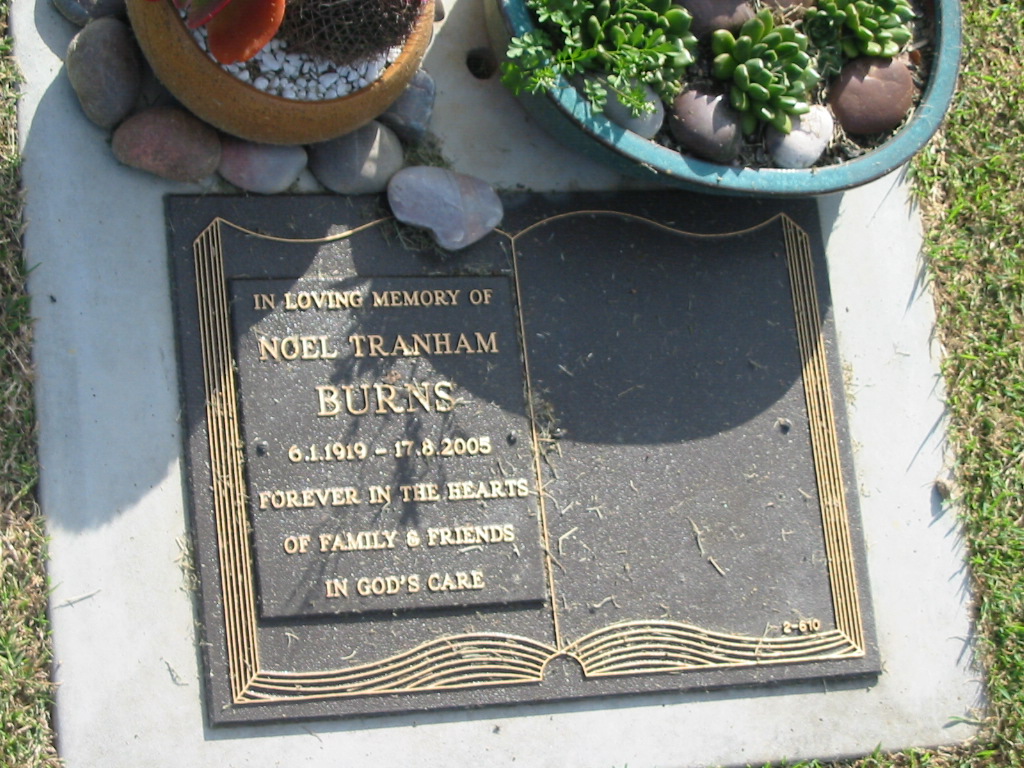 IN LOVING MEMORY OF
NOEL TRANHAM
BURNS
6.1.1919 - 17.8.2005
FOREVER IN THE HEARTS
OF FAMILY & FRIENDS
IN GOD'S CARE
2-610